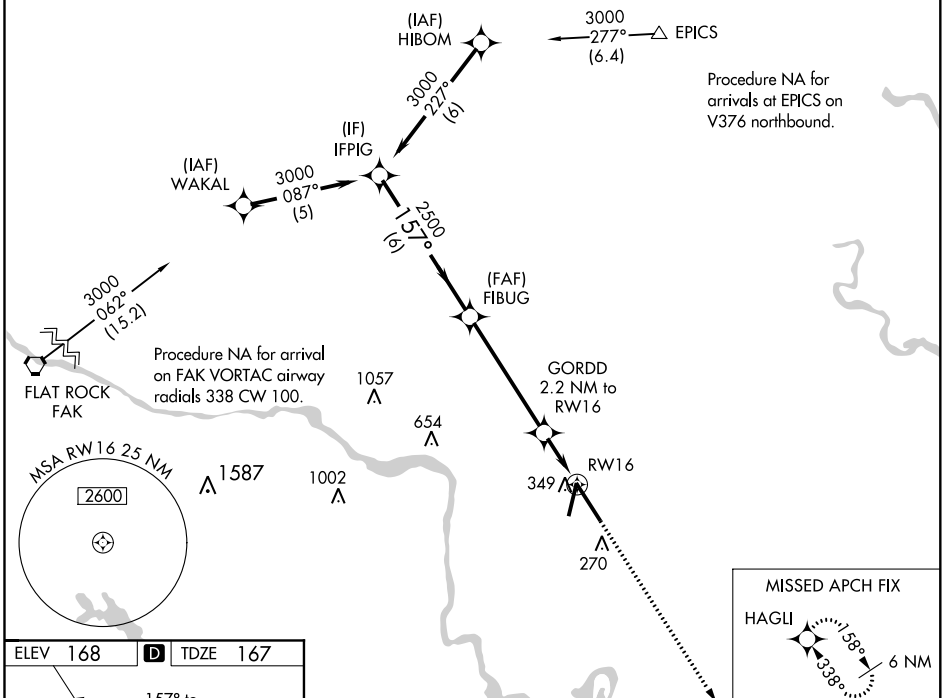 (IAF)
HIBOM
3000
277°
(6.4)
EPICS
Procedure NA for
arrivals at EPICS on
V376 northbound.
3000
227°
(6)
(IF)
IFPIG
(IAF)
WAKAL
3000
087°
(5)
2500
157°
(6)
(FAF)
FIBUG
3000
062°
(15.2)
FLAT ROCK
FAK
Procedure NA for arrival
on FAK VORTAC airway
radials 338 CW 100.
1057
654
GORDD
2.2 NM to
RW16
RW16
349
1587
1002
270
MSA RW16 25 NM
2600
MISSED APCH FIX
HAGLI
158°
338°
6 NM
ELEV 168 D TDZE 167
157° to